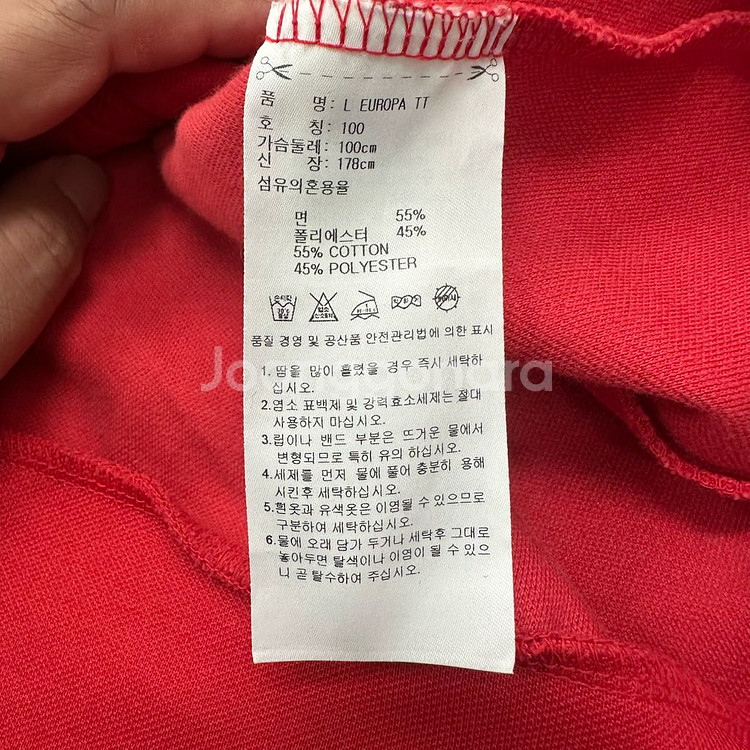 품 명: L EUROPA TT
호 칭: 100
가슴둘레: 100cm
신 장: 178cm
섬유의혼용율
면 55%
폴리에스터 45%
55% COTTON
45% POLYESTER
품질 경영 및 공산품 안전관리법에 의한 표시
1. 땀을 많이 흘렸을 경우 즉시 세탁하
십시오.
2.염소 표백제 및 강력효소세제는 절대
사용하지 마십시오.
3.립이나 밴드 부분은 뜨거운 물에서
변형되므로 특히 유의 하십시오.
4.세제를 먼저 물에 풀어 충분히 용해
시킨후 세탁하십시오.
5.흰옷과 유색옷은 이염될 수 있으므로
구분하여 세탁하십시오.
6.물에 오래 담가 두거나 세탁후 그대로
놓아두면 탈색이나 이염이 될 수 있으
니 곧 탈수하여 주십시오.